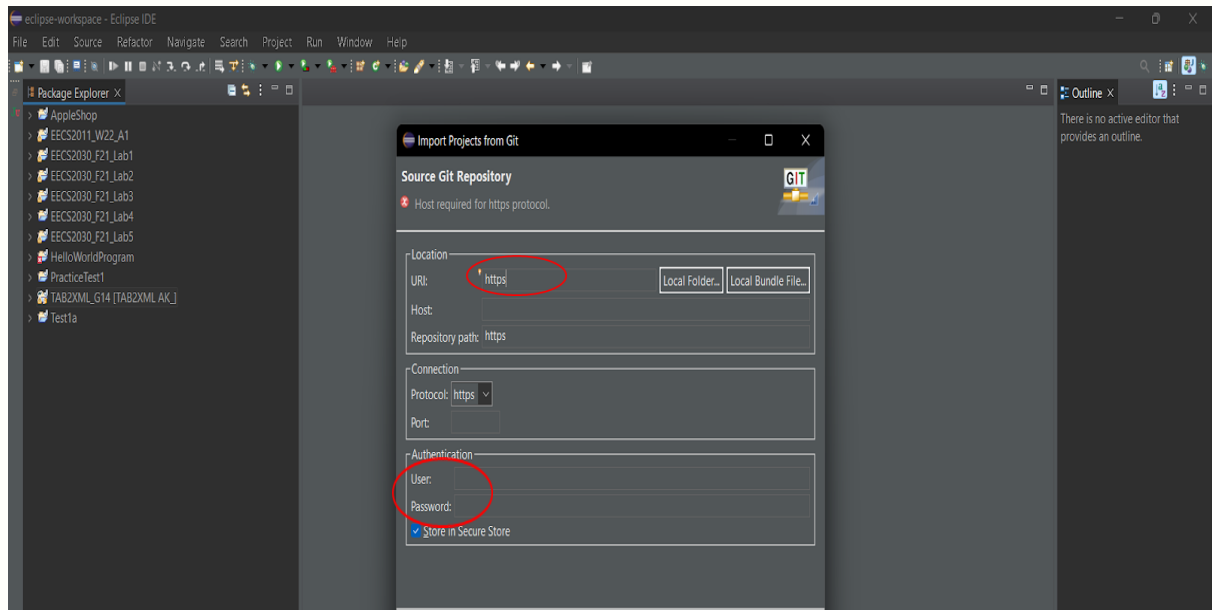 eclipse-workspace - Eclipse IDE
File Edit Source Refactor Navigate Search Project Run Window Help
Package Explorer
Outline
AppleShop
EECS2011_W22_A1
EECS2030_F21_Lab1
EECS2030_F21_Lab2
EECS2030_F21_Lab3
EECS2030_F21_Lab4
EECS2030_F21_Lab5
HelloWorldProgram
PracticeTest1
TAB2XML_G14 [TAB2XML AK_]
Test1a
There is no active editor that
provides an outline.
Import Projects from Git
Source Git Repository
GIT
Host required for https protocol.
Location
URI: https Local Folder... Local Bundle File...
Host:
Repository path: https
Connection
Protocol: https
Port:
Authentication
User:
Password:
Store in Secure Store